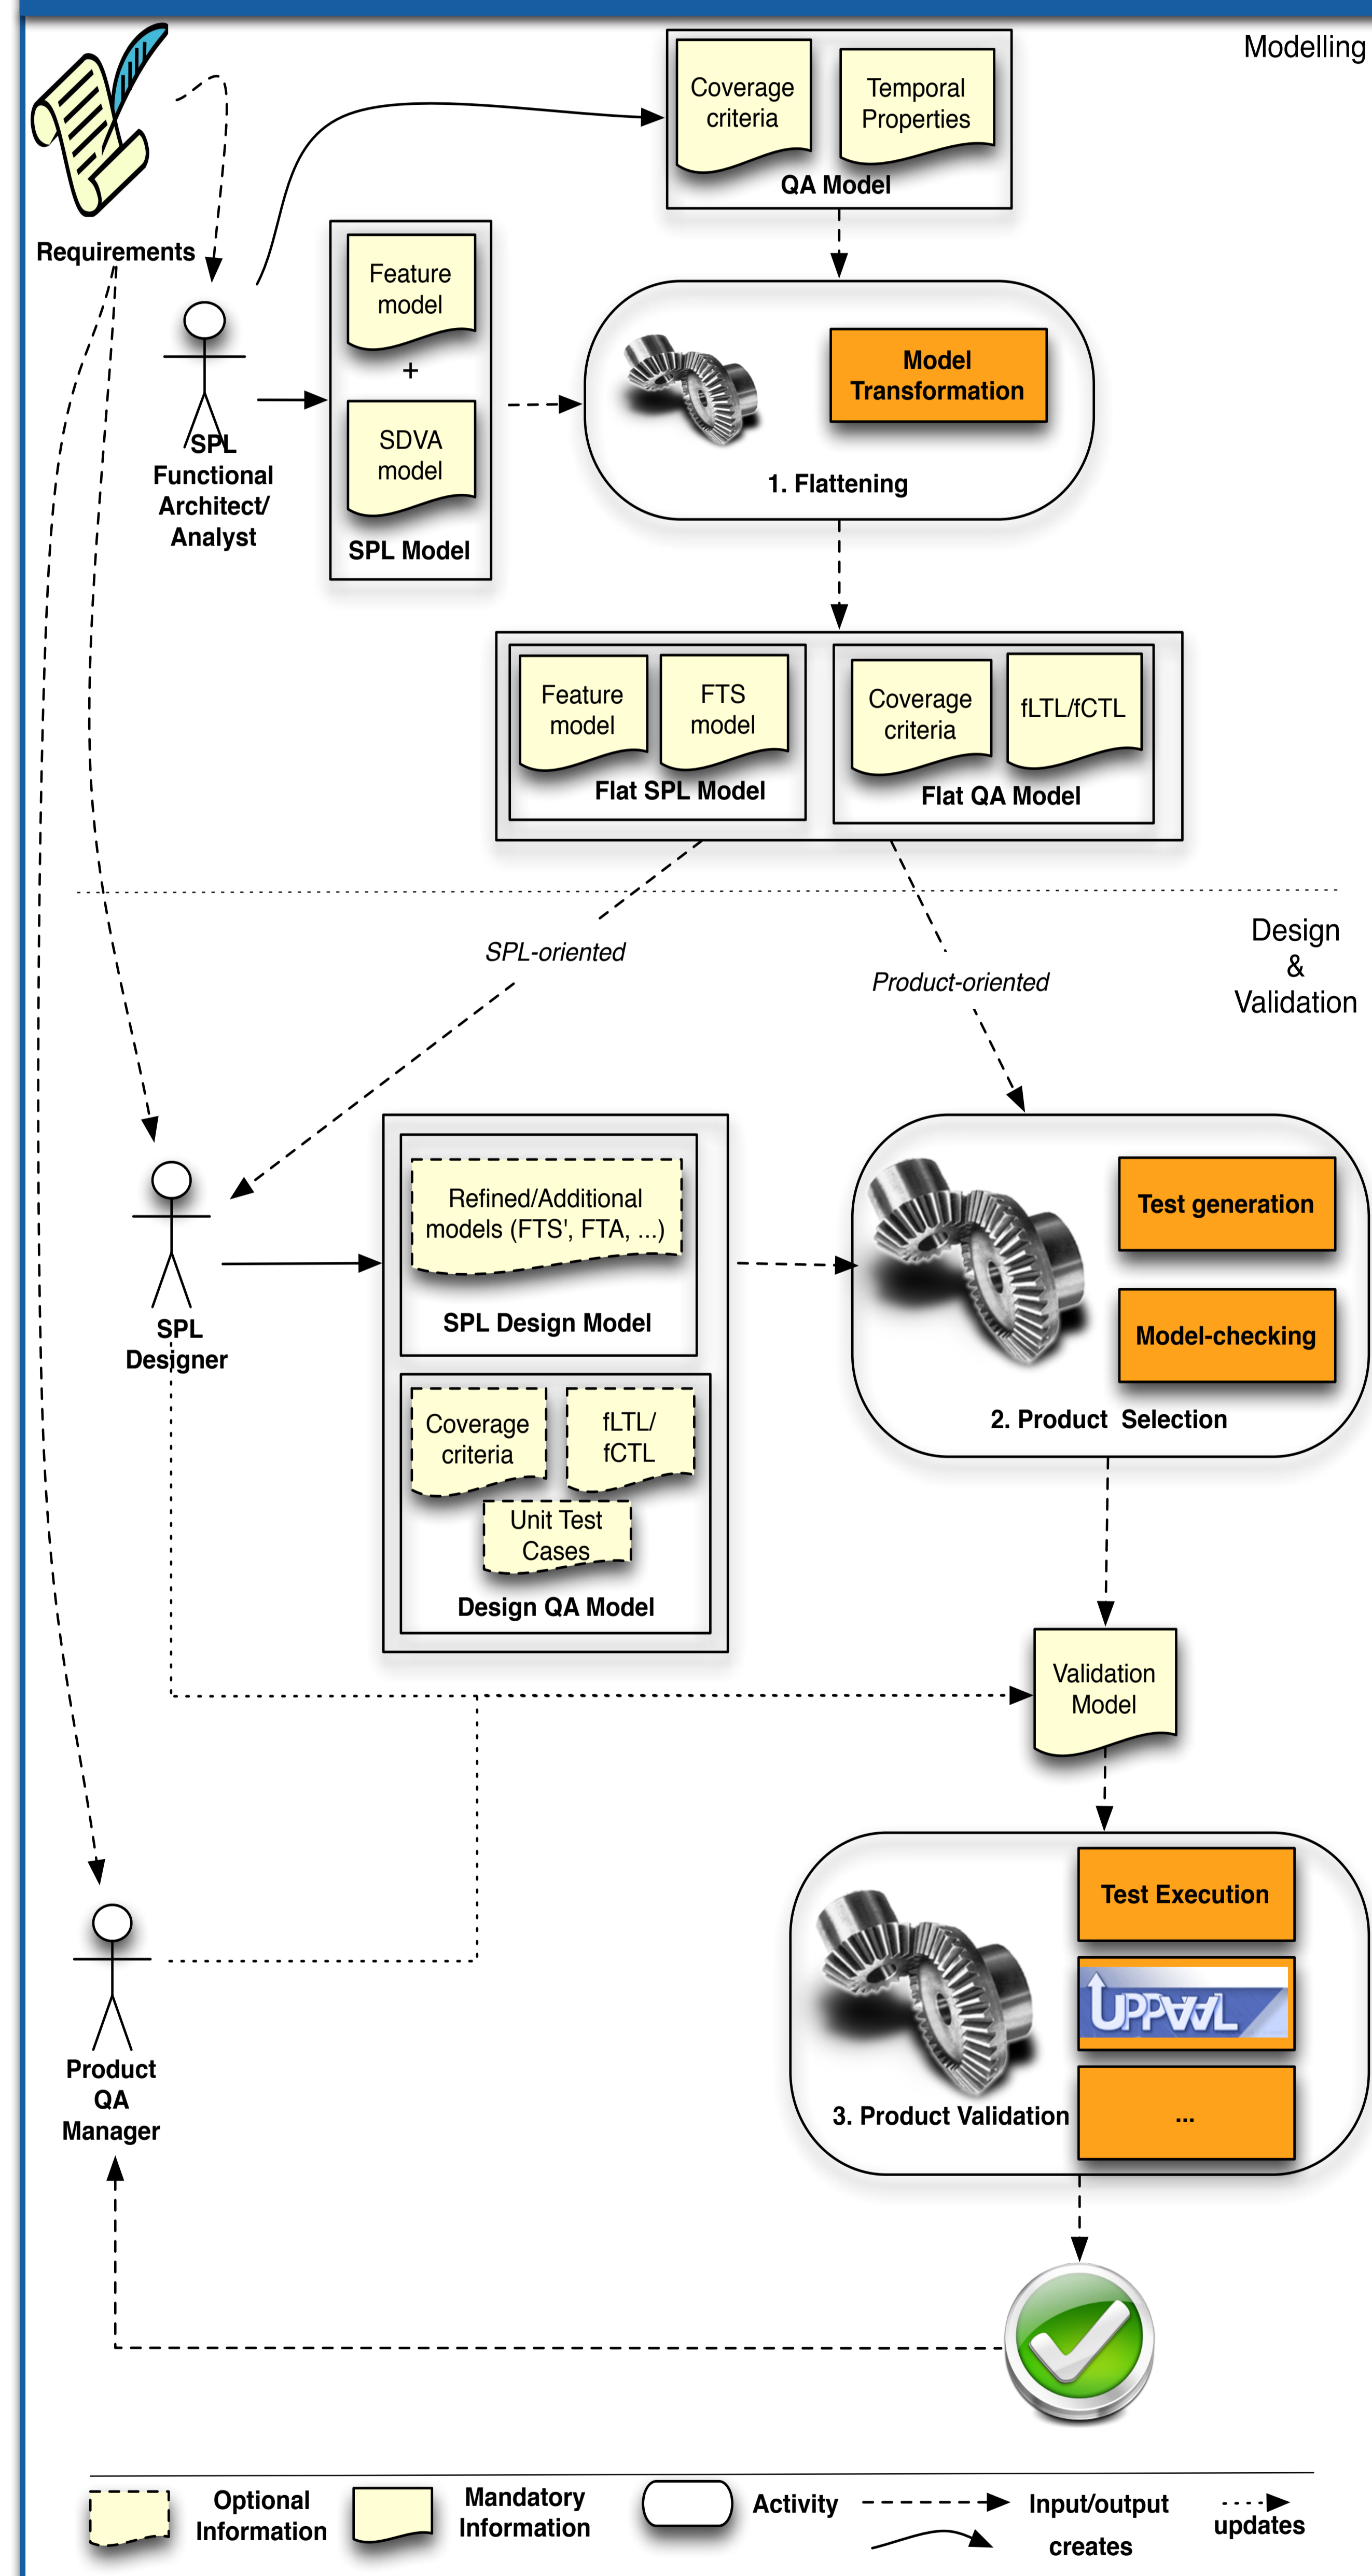 Modelling
Coverage
criteria
Temporal
Properties
QA Model
Requirements
Feature
model
+
SDVA
model
SPL Model
SPL
Functional
Architect/
Analyst
Model
Transformation
1. Flattening
Feature
model
FTS
model
Flat SPL Model
Coverage
criteria
fLTL/fCTL
Flat QA Model
Design
&
Validation
SPL-oriented
Product-oriented
SPL
Designer
Refined/Additional
models (FTS', FTA, ...)
SPL Design Model
Coverage
criteria
fLTL/
fCTL
Unit Test
Cases
Design QA Model
Test generation
Model-checking
2. Product Selection
Validation
Model
Product
QA
Manager
Test Execution
UPPAAL
...
3. Product Validation
Optional
Information
Mandatory
Information
Activity
Input/output
creates
updates